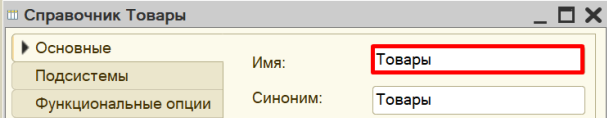 Справочник Товары
Основные
Подсистемы
Функциональные опции
Имя: Товары
Синоним: Товары